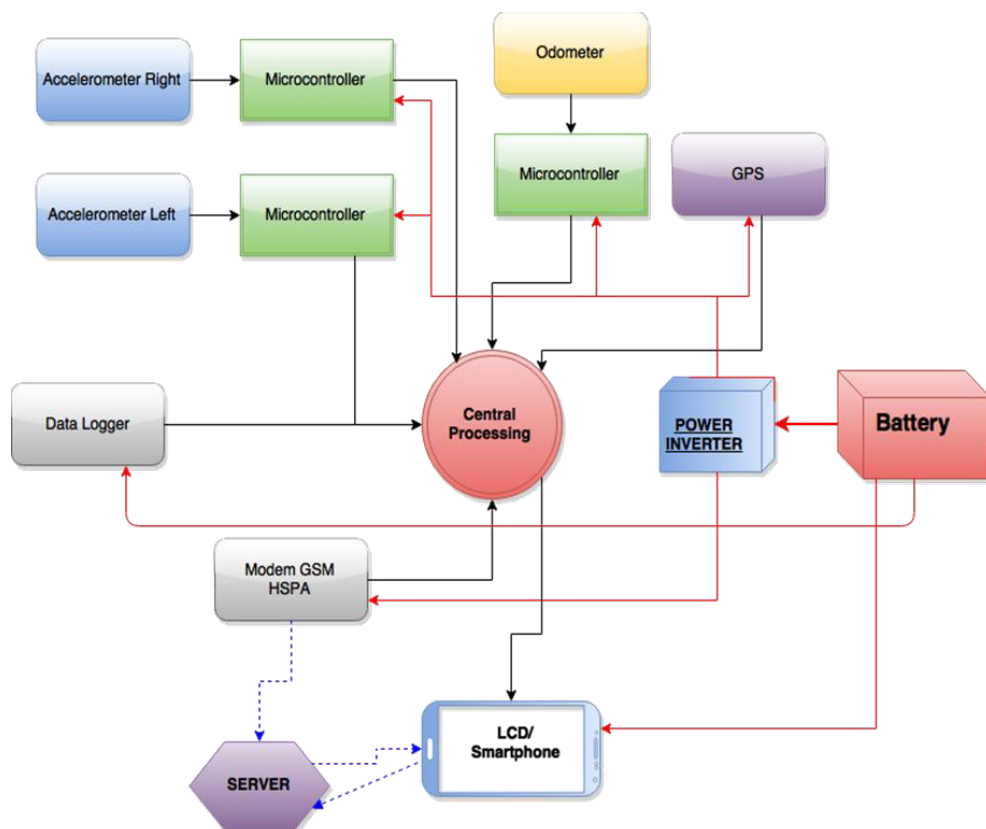 Odometer
Accelerometer Right
Microcontroller
Microcontroller
GPS
Accelerometer Left
Microcontroller
Central
Processing
Data Logger
POWER
INVERTER
Battery
Modem GSM
HSPA
LCD/
Smartphone
SERVER